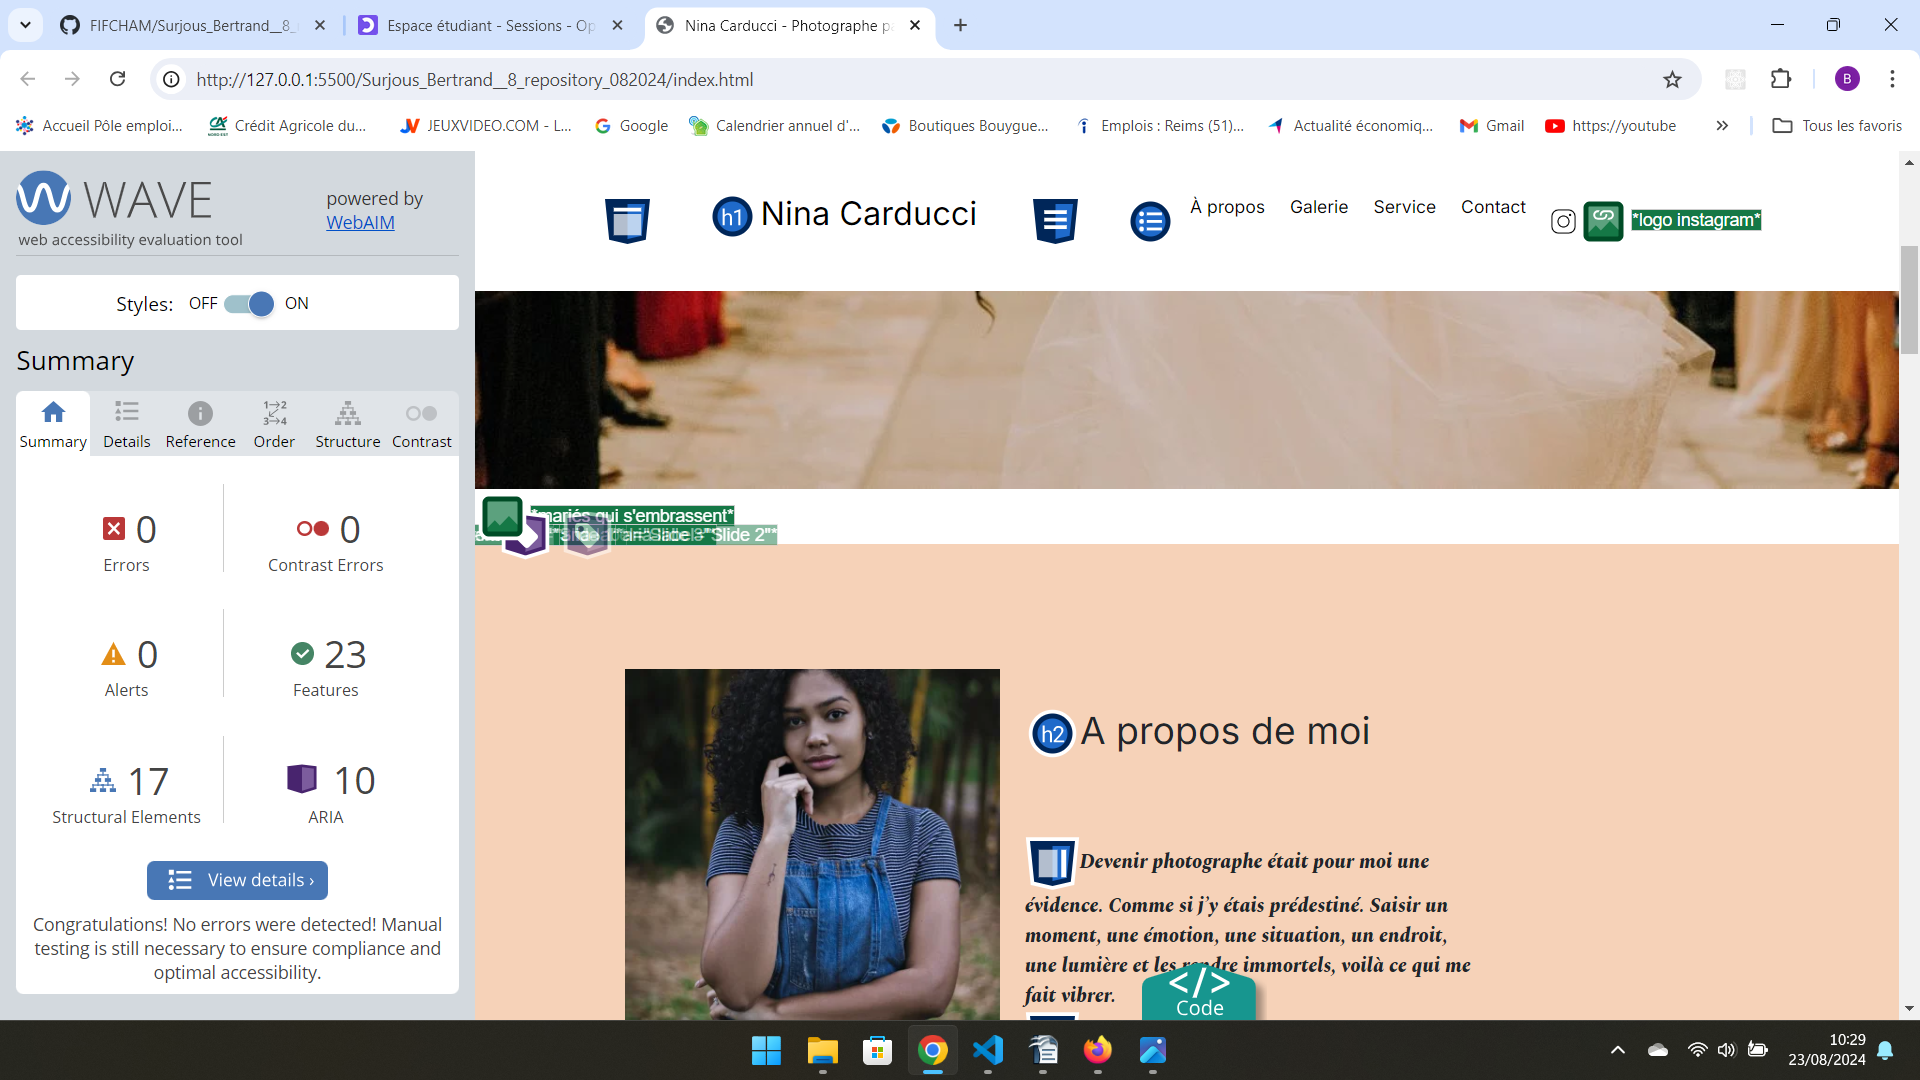 FIFCHAM/Surjous_Bertrand__8_
Espace étudiant - Sessions - Op
Nina Carducci - Photographe pa
http://127.0.0.1:5500/Surjous_Bertrand__8_repository_082024/index.html
B
Accueil Pôle emploi...
Crédit Agricole du...
JEUXVIDEO.COM - L...
Google
Calendrier annuel d'...
Boutiques Bouygue...
Emplois : Reims (51)...
Actualité économiq...
Gmail
https://youtube
Tous les favoris
WAVE
web accessibility evaluation tool
powered by
WebAIM
Styles: OFF ON
Summary
Summary
Details
Reference
Order
Structure
Contrast
0
Errors
0
Contrast Errors
0
Alerts
23
Features
17
Structural Elements
10
ARIA
View details ›
Congratulations! No errors were detected! Manual
testing is still necessary to ensure compliance and
optimal accessibility.
h1 Nina Carducci
À propos
Galerie
Service
Contact
*logo instagram*
*mariés qui s'embrassent*
"Slide 2"*
h2 A propos de moi
Devenir photographe était pour moi une
évidence. Comme si j'y étais prédestiné. Saisir un
moment, une émotion, une situation, un endroit,
une lumière et les rendre immortels, voilà ce qui me
fait vibrer.
</>
Code
10:29
23/08/2024